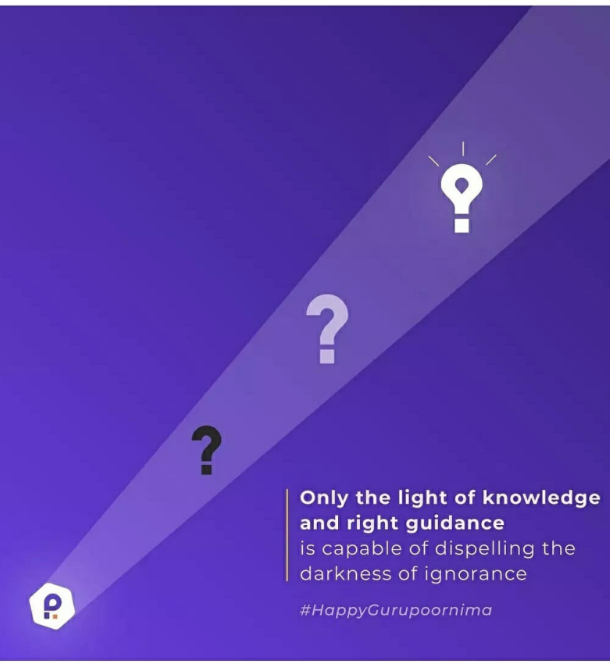 ?
?
Only the light of knowledge
and right guidance
is capable of dispelling the
darkness of ignorance
#HappyGurupoornima